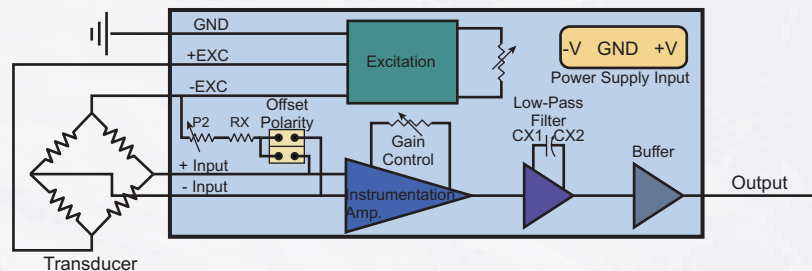 GND
+EXC
-EXC
Excitation
-V GND +V
Power Supply Input
P2
RX
Offset
Polarity
Gain
Control
Low-Pass
Filter
CX1 CX2
Buffer
+ Input
- Input
Instrumentation
Amp.
Output
Transducer